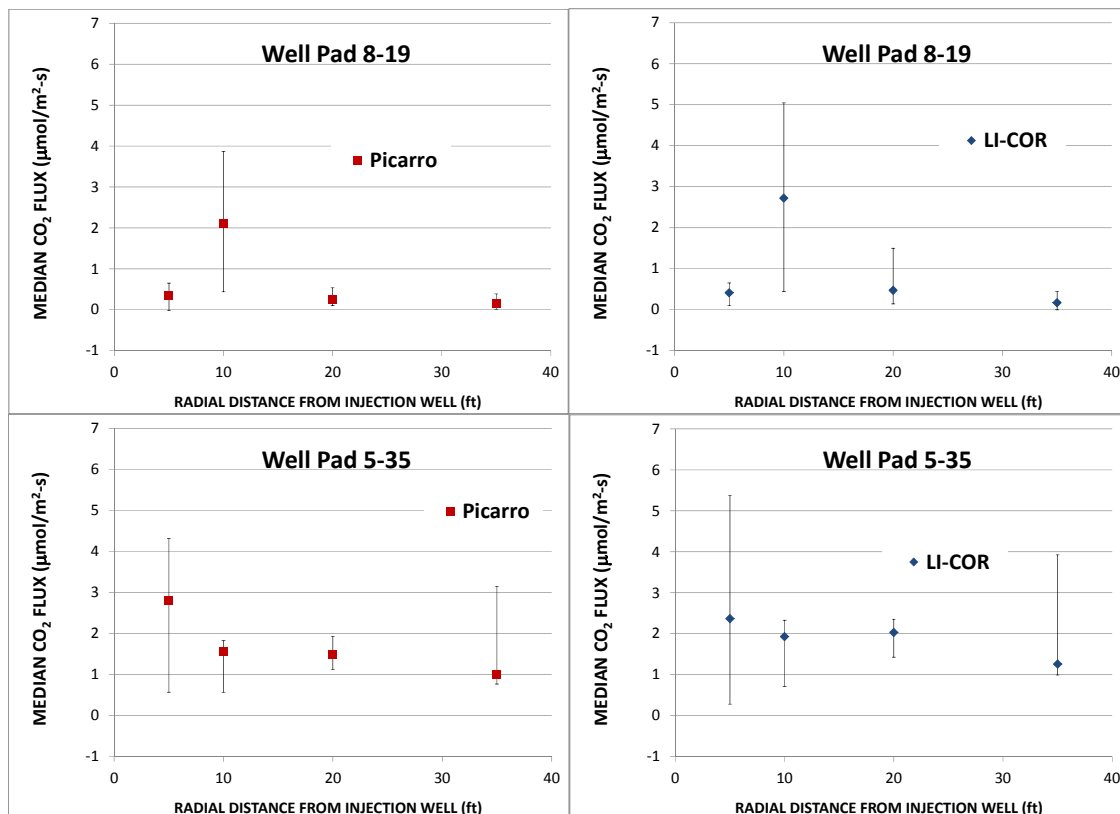 Well Pad 8-19
MEDIAN CO₂ FLUX (µmol/m²-s)
7
6
5
4
3
2
1
0
-1
Picarro
0 10 20 30 40
RADIAL DISTANCE FROM INJECTION WELL (ft)
Well Pad 8-19
MEDIAN CO₂ FLUX (µmol/m²-s)
7
6
5
4
3
2
1
0
-1
LI-COR
0 10 20 30 40
RADIAL DISTANCE FROM INJECTION WELL (ft)
Well Pad 5-35
MEDIAN CO₂ FLUX (µmol/m²-s)
7
6
5
4
3
2
1
0
-1
Picarro
0 10 20 30 40
RADIAL DISTANCE FROM INJECTION WELL (ft)
Well Pad 5-35
MEDIAN CO₂ FLUX (µmol/m²-s)
7
6
5
4
3
2
1
0
-1
LI-COR
0 10 20 30 40
RADIAL DISTANCE FROM INJECTION WELL (ft)